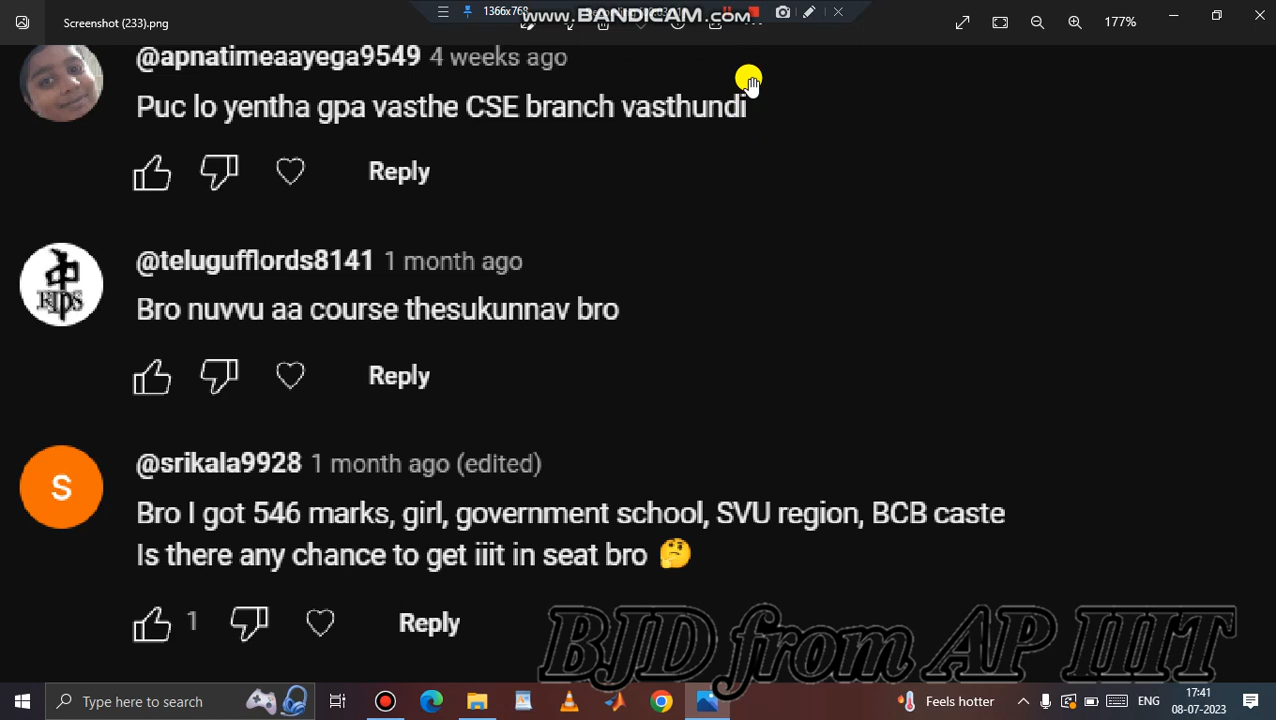 Screenshot (233).png
1366x768
www.BANDICAM.com
177%
@apnatimeaayega9549 4 weeks ago
Puc lo yentha gpa vasthe CSE branch vasthundi
Reply
@telugufflords8141 1 month ago
KIDS
Bro nuvvu aa course thesukunnav bro
Reply
@srikala9928 1 month ago (edited)
S
Bro I got 546 marks, girl, government school, SVU region, BCB caste
Is there any chance to get iiit in seat bro 🤔
1
Reply
BJD from AP IIIT
Type here to search
Feels hotter
ENG
17:41
08-07-2023